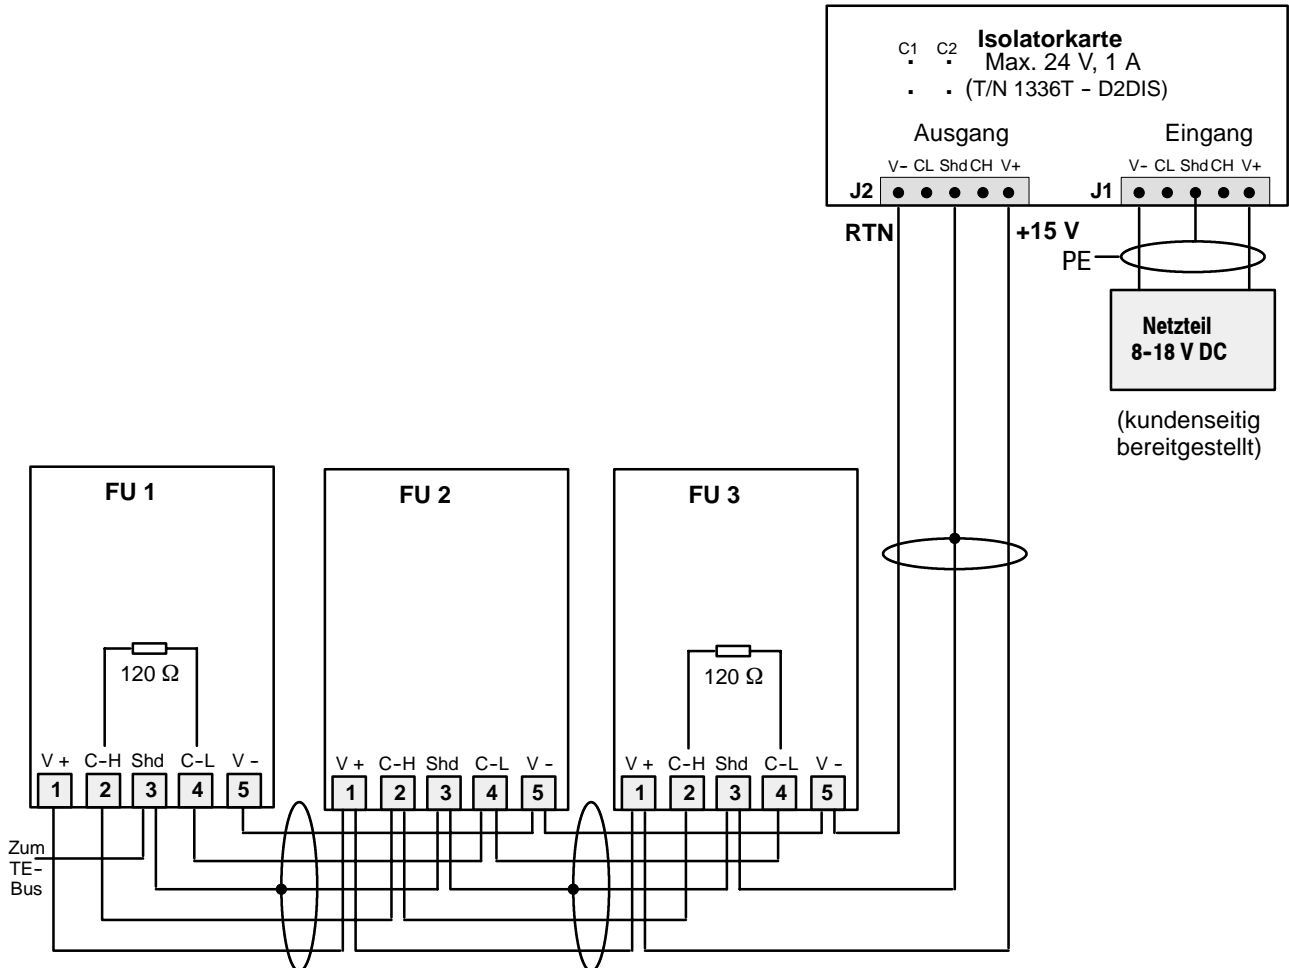 C1 C2 Isolatorkarte
Max. 24 V, 1 A
(T/N 1336T - D2DIS)
Ausgang
Eingang
V- CL Shd CH V+
V- CL Shd CH V+
J2
J1
RTN
+15 V
PE
Netzteil
8-18 V DC
(kundenseitig
bereitgestellt)
FU 1
FU 2
FU 3
120 Ω
120 Ω
V + C-H Shd C-L V -
1 2 3 4 5
V + C-H Shd C-L V -
1 2 3 4 5
V + C-H Shd C-L V -
1 2 3 4 5
Zum
TE-
Bus